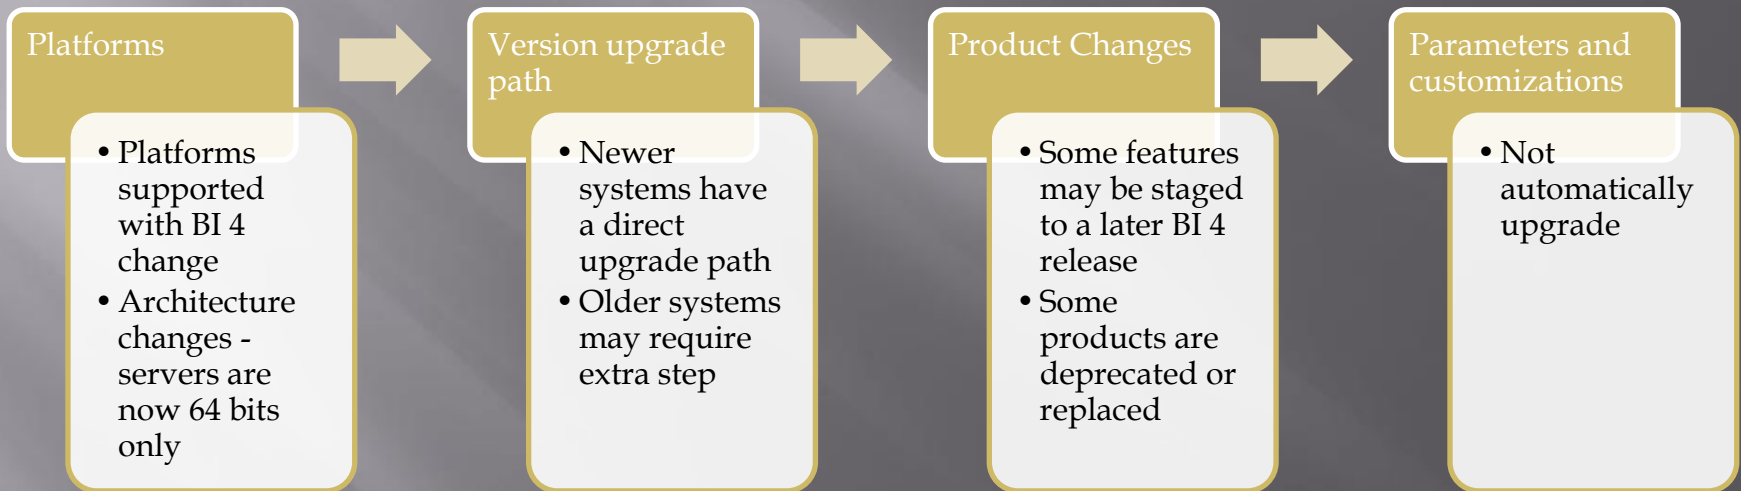 Platforms
• Platforms
supported
with BI 4
change
• Architecture
changes -
servers are
now 64 bits
only
Version upgrade
path
• Newer
systems have
a direct
upgrade path
• Older systems
may require
extra step
Product Changes
• Some features
may be staged
to a later BI 4
release
• Some
products are
deprecated or
replaced
Parameters and
customizations
• Not
automatically
upgrade